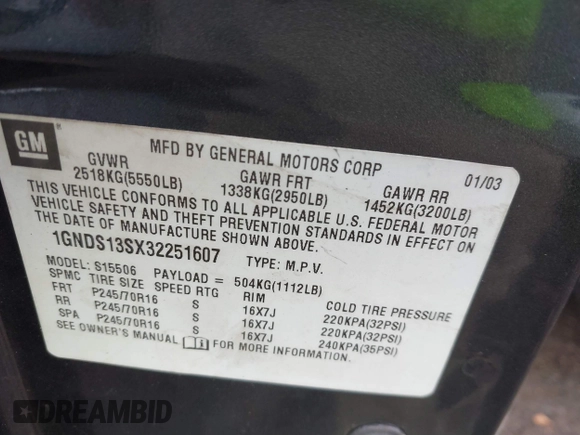 GM
MFD BY GENERAL MOTORS CORP 01/03
GVWR GAWR FRT GAWR RR
2518KG(5550LB) 1338KG(2950LB) 1452KG(3200LB)
THIS VEHICLE CONFORMS TO ALL APPLICABLE U.S. FEDERAL MOTOR
VEHICLE SAFETY AND THEFT PREVENTION STANDARDS IN EFFECT ON
THE DATE OF MANUFACTURE SHOWN ABOVE.
1GNDS13SX32251607 TYPE: M.P.V.
MODEL: S15506 PAYLOAD = 504KG(1112LB)
SPMC TIRE SIZE SPEED RTG RIM COLD TIRE PRESSURE
FRT P245/70R16 S 16X7J 220KPA(32PSI)
RR P245/70R16 S 16X7J 220KPA(32PSI)
SPA P245/70R16 S 16X7J 240KPA(35PSI)
SEE OWNER'S MANUAL FOR MORE INFORMATION.
DREAMBID